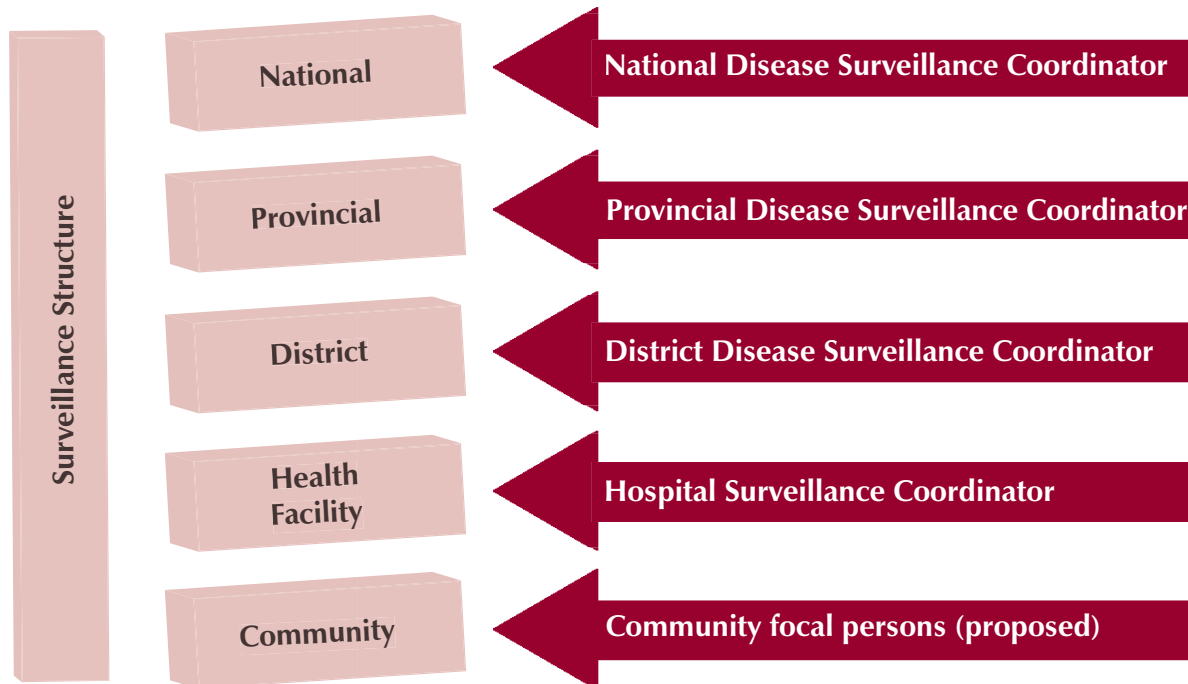 Surveillance Structure
National
National Disease Surveillance Coordinator
Provincial
Provincial Disease Surveillance Coordinator
District
District Disease Surveillance Coordinator
Health
Facility
Hospital Surveillance Coordinator
Community
Community focal persons (proposed)